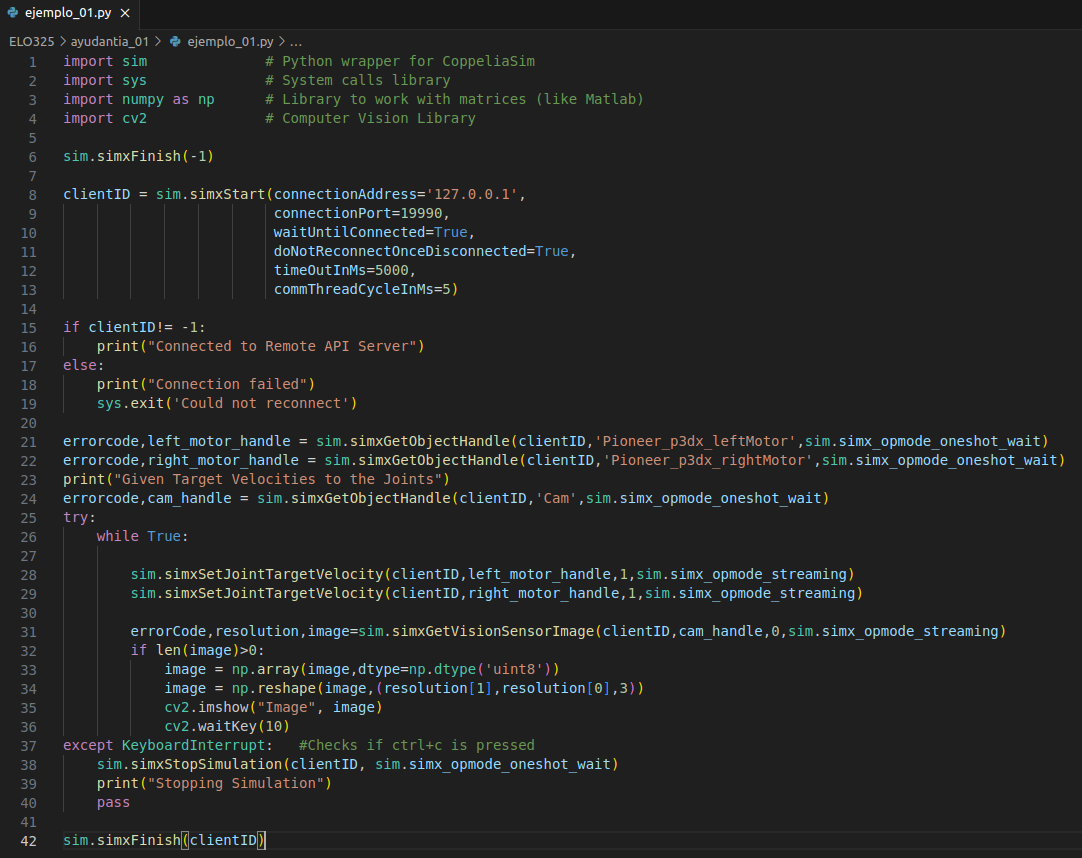 ejemplo_01.py
ELO325 > ayudantia_01 > ejemplo_01.py > ...
1 import sim              # Python wrapper for CoppeliaSim
2 import sys              # System calls library
3 import numpy as np      # Library to work with matrices (like Matlab)
4 import cv2              # Computer Vision Library
5
6 sim.simxFinish(-1)
7
8 clientID = sim.simxStart(connectionAddress='127.0.0.1',
9                          connectionPort=19990,
10                         waitUntilConnected=True,
11                         doNotReconnectOnceDisconnected=True,
12                         timeOutInMs=5000,
13                         commThreadCycleInMs=5)
14
15 if clientID!= -1:
16     print("Connected to Remote API Server")
17 else:
18     print("Connection failed")
19     sys.exit('Could not reconnect')
20
21 errorcode,left_motor_handle = sim.simxGetObjectHandle(clientID,'Pioneer_p3dx_leftMotor',sim.simx_opmode_oneshot_wait)
22 errorcode,right_motor_handle = sim.simxGetObjectHandle(clientID,'Pioneer_p3dx_rightMotor',sim.simx_opmode_oneshot_wait)
23 print("Given Target Velocities to the Joints")
24 errorcode,cam_handle = sim.simxGetObjectHandle(clientID,'Cam',sim.simx_opmode_oneshot_wait)
25 try:
26     while True:
27
28         sim.simxSetJointTargetVelocity(clientID,left_motor_handle,1,sim.simx_opmode_streaming)
29         sim.simxSetJointTargetVelocity(clientID,right_motor_handle,1,sim.simx_opmode_streaming)
30
31         errorCode,resolution,image=sim.simxGetVisionSensorImage(clientID,cam_handle,0,sim.simx_opmode_streaming)
32         if len(image)>0:
33             image = np.array(image,dtype=np.dtype('uint8'))
34             image = np.reshape(image,(resolution[1],resolution[0],3))
35             cv2.imshow("Image", image)
36             cv2.waitKey(10)
37 except KeyboardInterrupt:   #Checks if ctrl+c is pressed
38     sim.simxStopSimulation(clientID, sim.simx_opmode_oneshot_wait)
39     print("Stopping Simulation")
40     pass
41
42 sim.simxFinish(clientID)